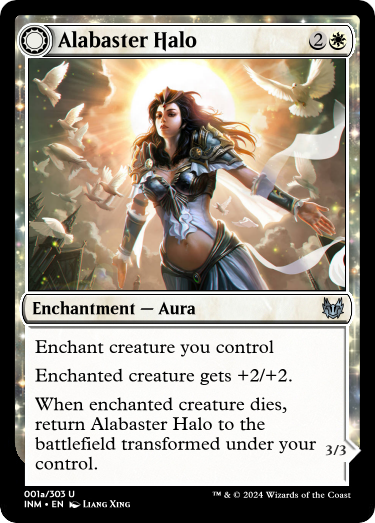 Alabaster Halo 2
Enchantment — Aura
Enchant creature you control
Enchanted creature gets +2/+2.
When enchanted creature dies,
return Alabaster Halo to the
battlefield transformed under your
control.
3/3
001a/303 U
INM • EN Liang Xing
™ & © 2024 Wizards of the Coast